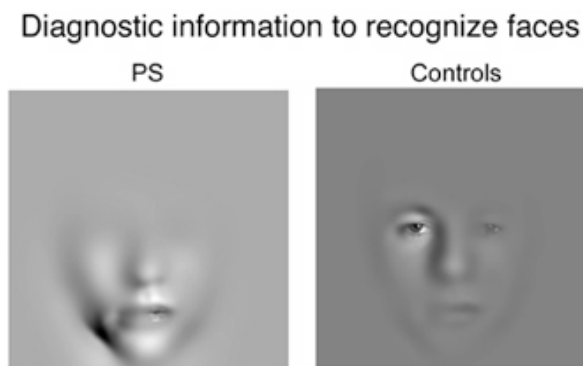 Diagnostic information to recognize faces
PS
Controls